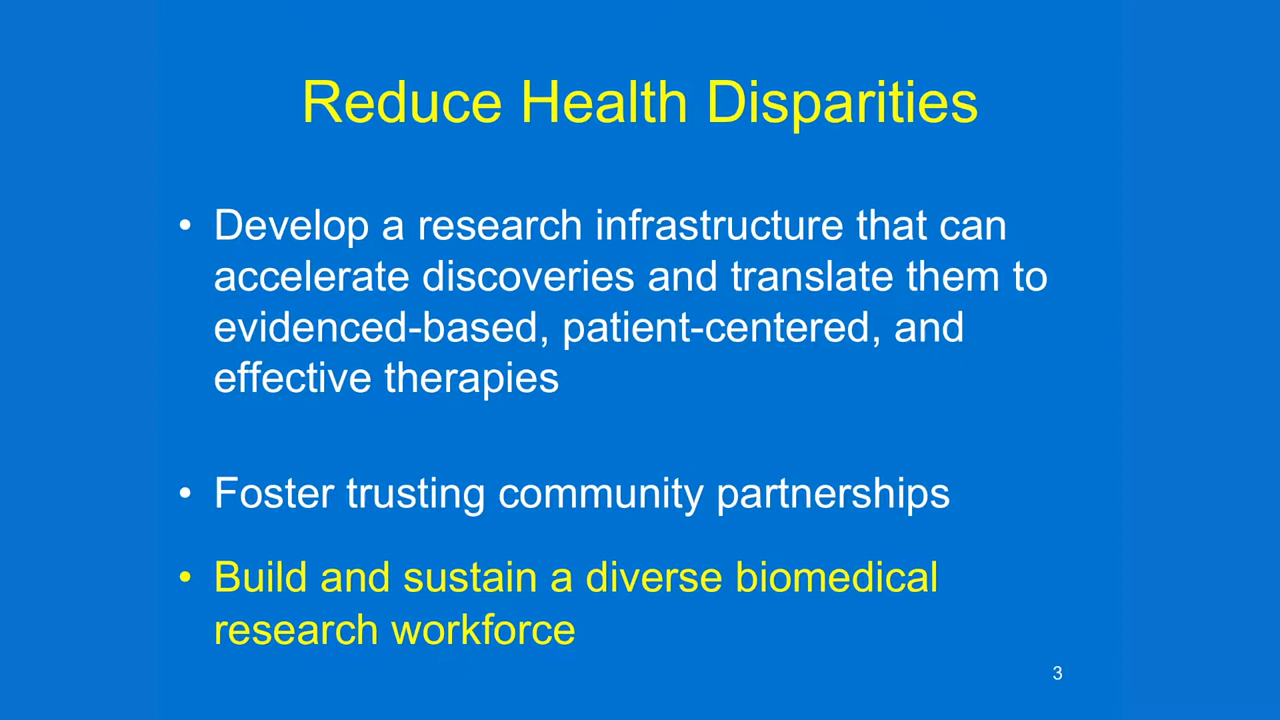 Reduce Health Disparities
• Develop a research infrastructure that can
accelerate discoveries and translate them to
evidenced-based, patient-centered, and
effective therapies
• Foster trusting community partnerships
• Build and sustain a diverse biomedical
research workforce
3